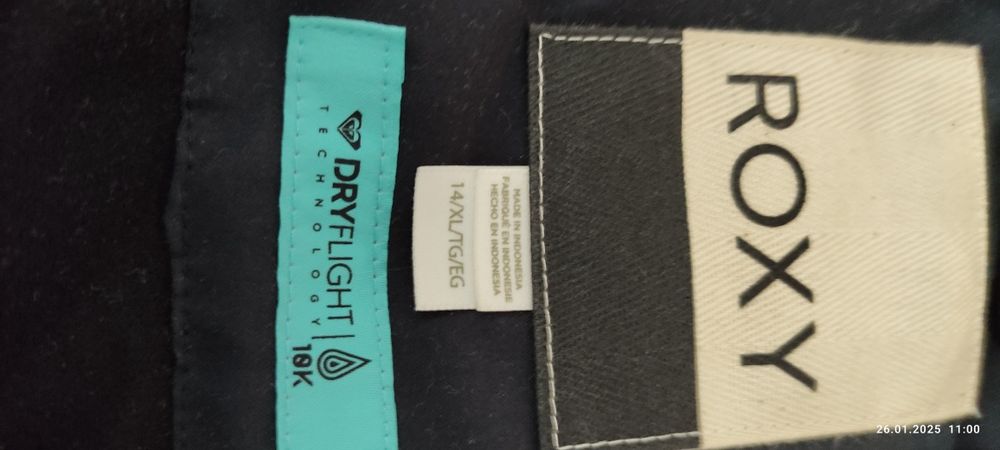 ROXY
MADE IN INDONESIA
FABRIQUÉ EN INDONESIE
HECHO EN INDONESIA
14/XL/TG/EG
DRYFLIGHT
TECHNOLOGY
10K
26.01.2025 11:00